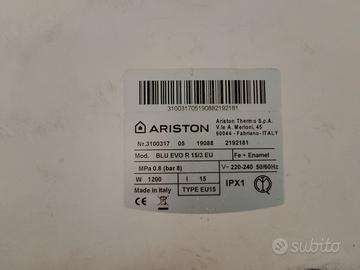 310031705190882192181
ARISTON
Ariston Thermo S.p.A.
V.le A. Merloni, 45
60044 - Fabriano - ITALY
Nr.3100317 05 19088 2192181
Mod. BLU EVO R 15/3 EU Fe + Enamel
MPa 0.8 (bar 8) V~ 220-240 50/60Hz
W 1200 l 15 IPX1
Made in Italy TYPE EU15
subito